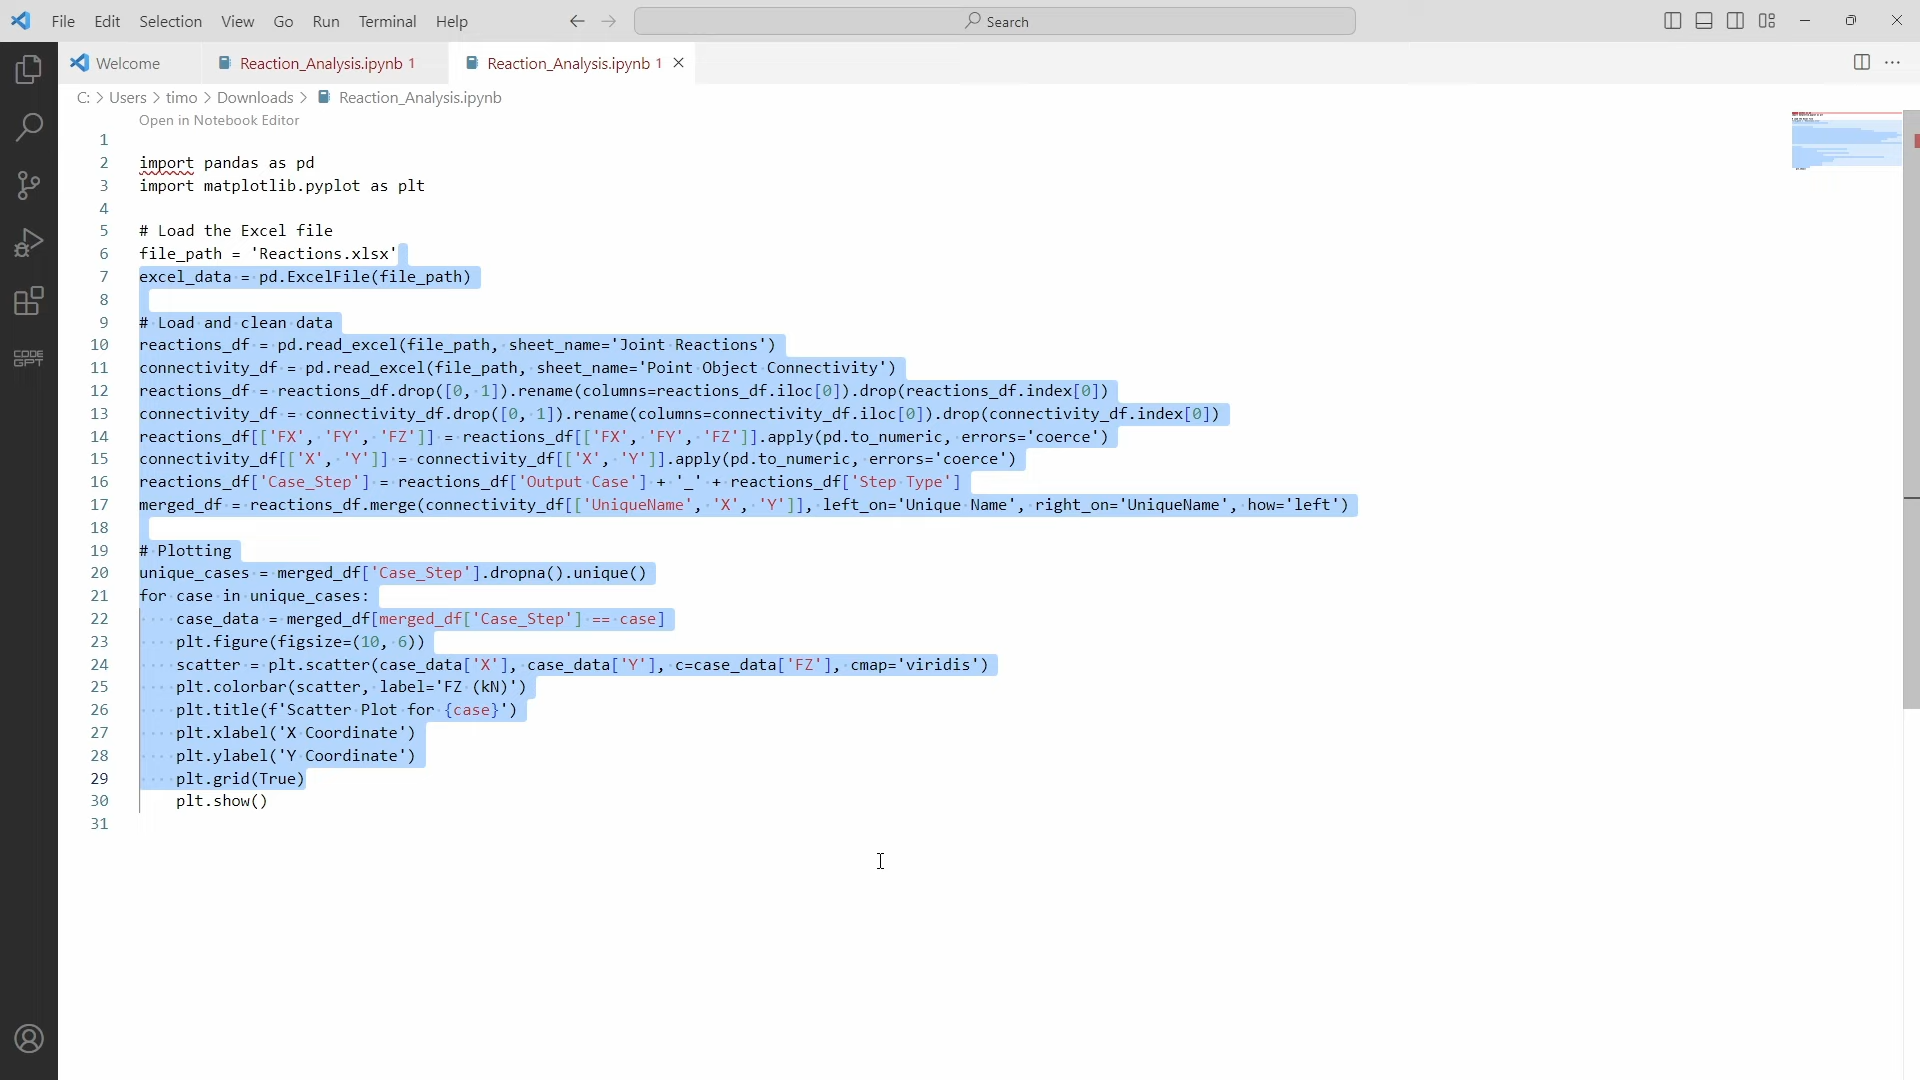 File Edit Selection View Go Run Terminal Help
Search
Welcome
Reaction_Analysis.ipynb 1
Reaction_Analysis.ipynb 1
C: > Users > timo > Downloads > Reaction_Analysis.ipynb
Open in Notebook Editor
1
2 import pandas as pd
3 import matplotlib.pyplot as plt
4
5 # Load the Excel file
6 file_path = 'Reactions.xlsx'
7 excel_data = pd.ExcelFile(file_path)
8
9 # Load and clean data
10 reactions_df = pd.read_excel(file_path, sheet_name='Joint Reactions')
11 connectivity_df = pd.read_excel(file_path, sheet_name='Point Object Connectivity')
12 reactions_df = reactions_df.drop([0, 1]).rename(columns=reactions_df.iloc[0]).drop(reactions_df.index[0])
13 connectivity_df = connectivity_df.drop([0, 1]).rename(columns=connectivity_df.iloc[0]).drop(connectivity_df.index[0])
14 reactions_df[['FX', 'FY', 'FZ']] = reactions_df[['FX', 'FY', 'FZ']].apply(pd.to_numeric, errors='coerce')
15 connectivity_df[['X', 'Y']] = connectivity_df[['X', 'Y']].apply(pd.to_numeric, errors='coerce')
16 reactions_df['Case_Step'] = reactions_df['Output Case'] + '_' + reactions_df['Step Type']
17 merged_df = reactions_df.merge(connectivity_df[['UniqueName', 'X', 'Y']], left_on='Unique Name', right_on='UniqueName', how='left')
18
19 # Plotting
20 unique_cases = merged_df['Case_Step'].dropna().unique()
21 for case in unique_cases:
22     case_data = merged_df[merged_df['Case_Step'] == case]
23     plt.figure(figsize=(10, 6))
24     scatter = plt.scatter(case_data['X'], case_data['Y'], c=case_data['FZ'], cmap='viridis')
25     plt.colorbar(scatter, label='FZ (kN)')
26     plt.title(f'Scatter Plot for {case}')
27     plt.xlabel('X Coordinate')
28     plt.ylabel('Y Coordinate')
29     plt.grid(True)
30     plt.show()
31
CODE
GPT